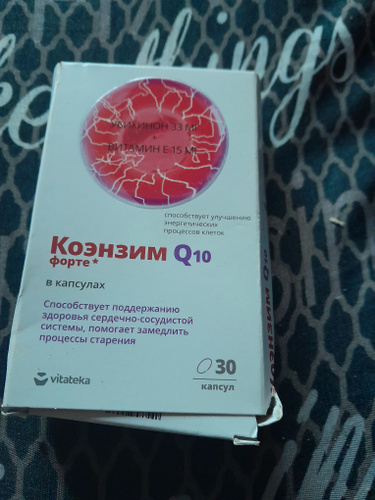 things
УБИХИНОН 33 МГ
+
ВИТАМИН Е 15 МГ
способствует улучшению
энергетических
процессов клеток
Коэнзим Q10
форте*
в капсулах
Способствует поддержанию
здоровья сердечно-сосудистой
системы, помогает замедлить
процессы старения
30
капсул
vitateka